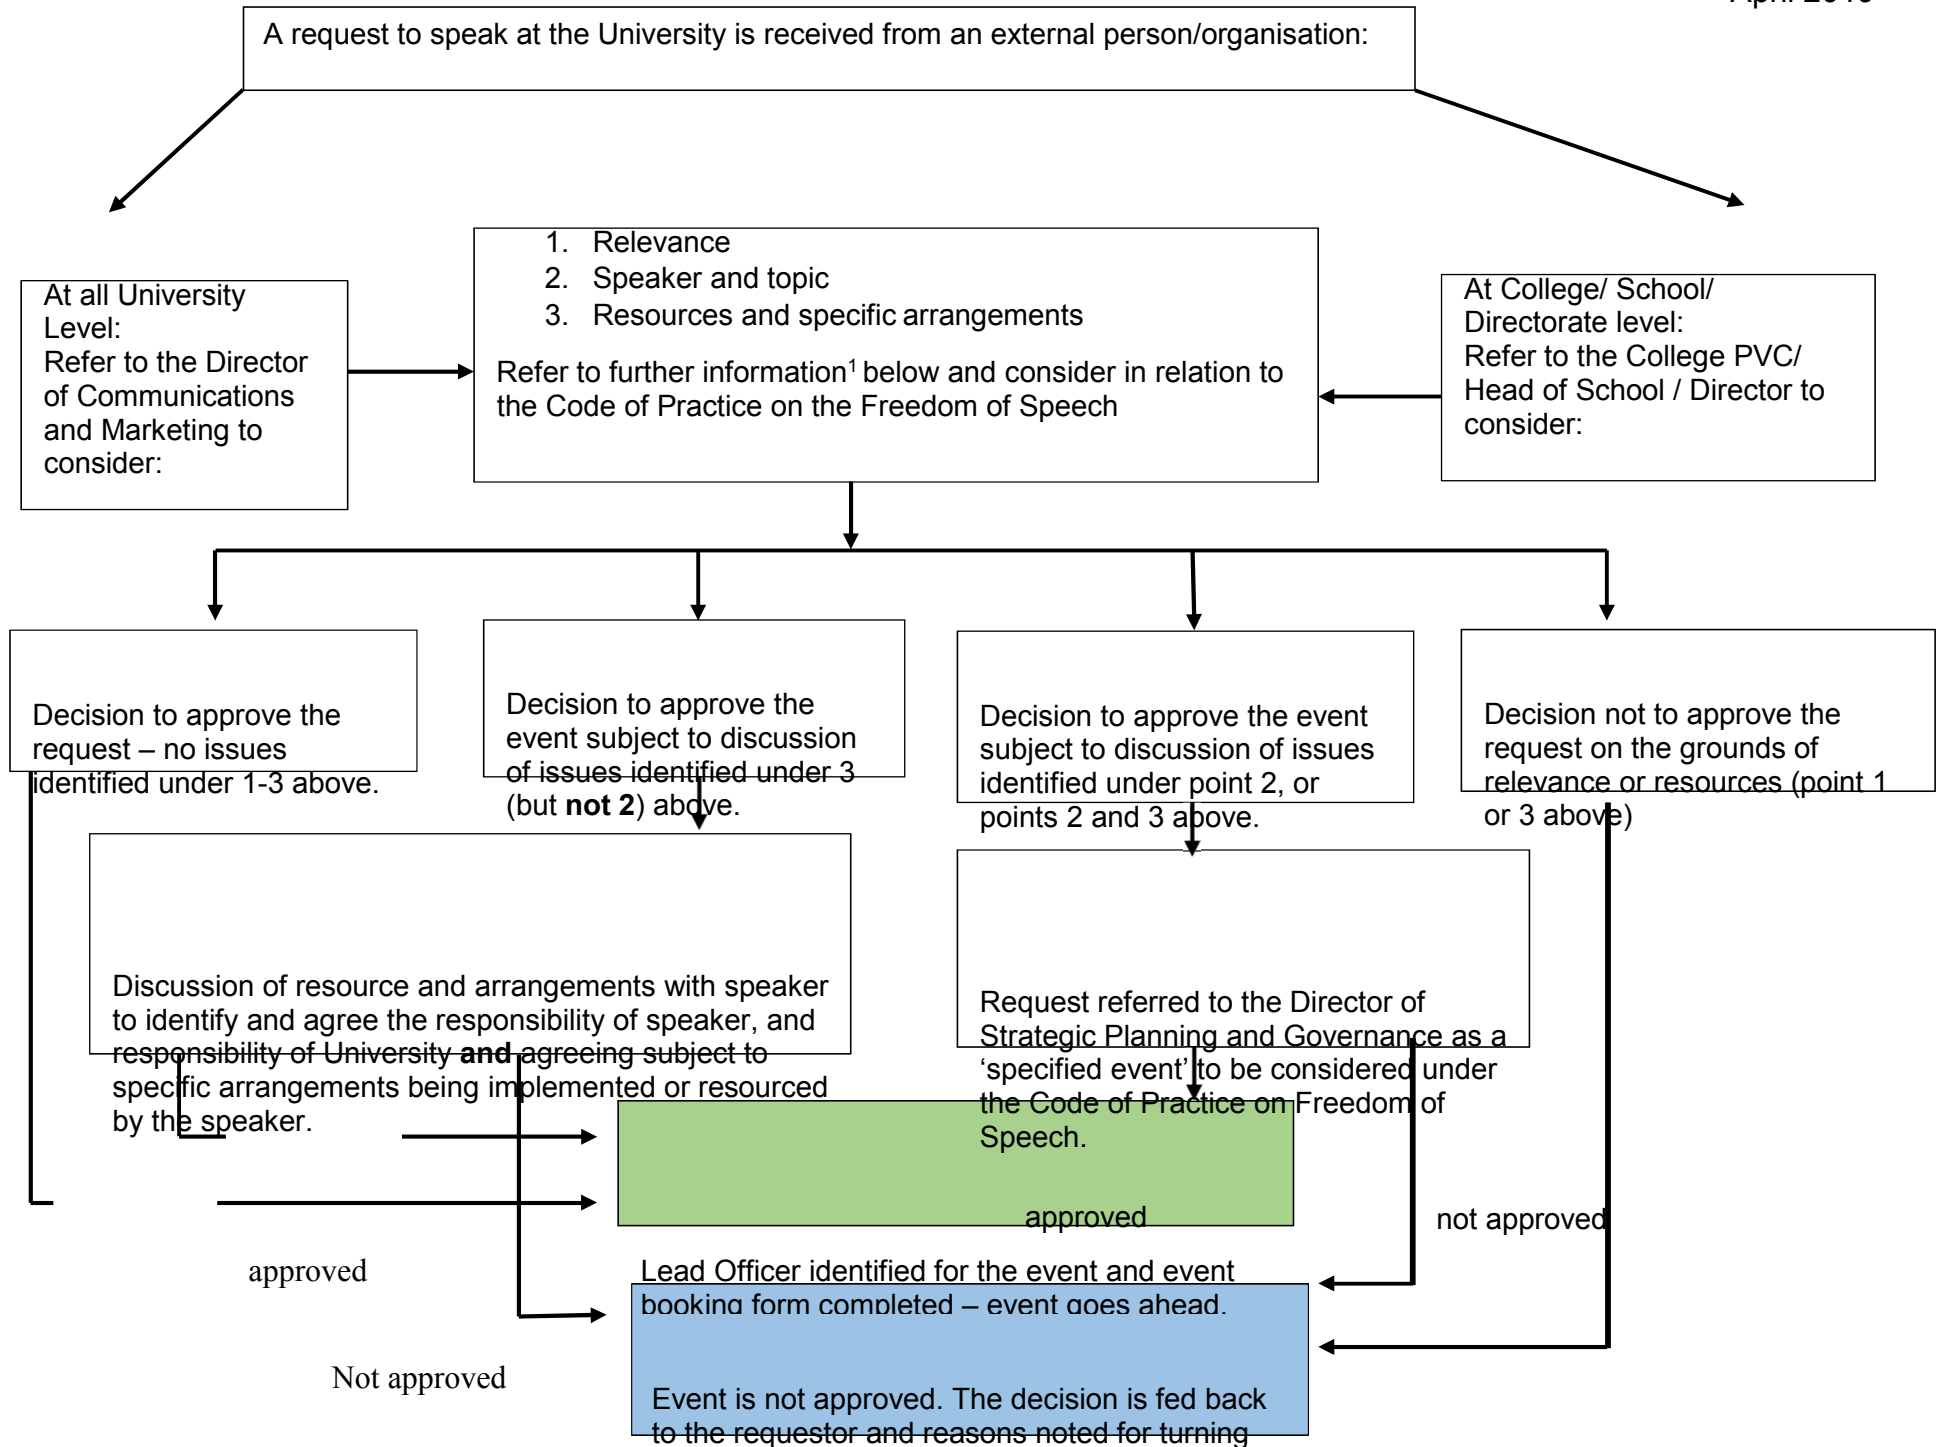 A request to speak at the University is received from an external person/organisation:
1. Relevance
2. Speaker and topic
3. Resources and specific arrangements
Refer to further information¹ below and consider in relation to
the Code of Practice on the Freedom of Speech
At all University
Level:
Refer to the Director
of Communications
and Marketing to
consider:
At College/ School/
Directorate level:
Refer to the College PVC/
Head of School / Director to
consider:
Decision to approve the
request – no issues
identified under 1-3 above.
Decision to approve the
event subject to discussion
of issues identified under 3
(but not 2) above.
Decision to approve the event
subject to discussion of issues
identified under point 2, or
points 2 and 3 above.
Decision not to approve the
request on the grounds of
relevance or resources (point 1
or 3 above)
Discussion of resource and arrangements with speaker
to identify and agree the responsibility of speaker, and
responsibility of University and agreeing subject to
specific arrangements being implemented or resourced
by the speaker.
Request referred to the Director of
Strategic Planning and Governance as a
‘specified event’ to be considered under
the Code of Practice on Freedom of
Speech.
approved
not approved
approved
Lead Officer identified for the event and event
booking form completed – event goes ahead.
Not approved
Event is not approved. The decision is fed back
to the requestor and reasons noted for turning